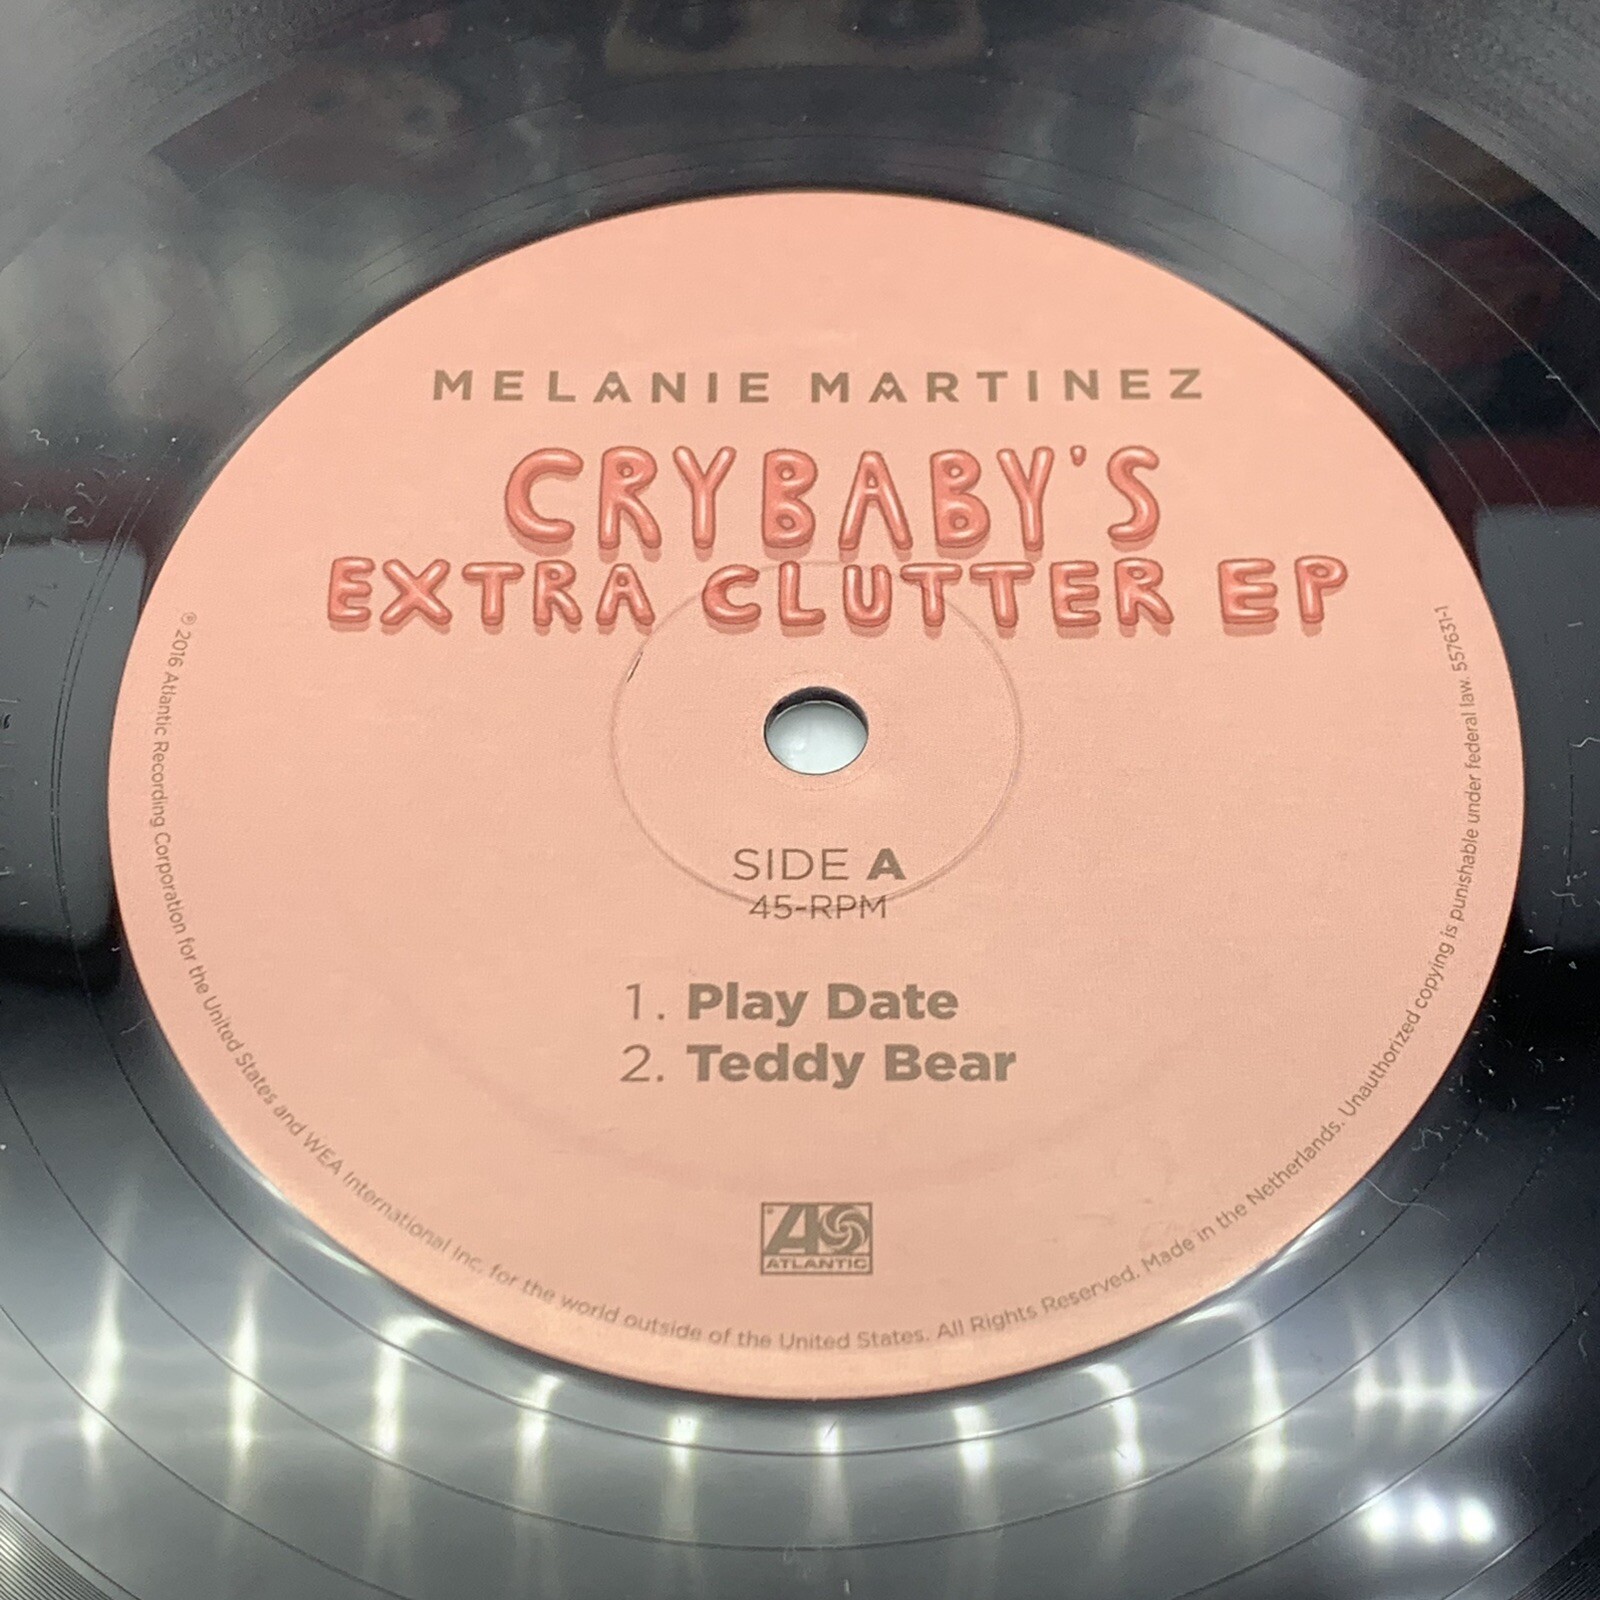 MELANIE MARTINEZ
CRYBABY'S
EXTRA CLUTTER EP
SIDE A
45-RPM
1. Play Date
2. Teddy Bear
ATLANTIC
℗ 2016 Atlantic Recording Corporation for the United States and WEA International Inc. for the world outside of the United States. All Rights Reserved. Made in the Netherlands. Unauthorized copying is punishable under federal law. 557631-1